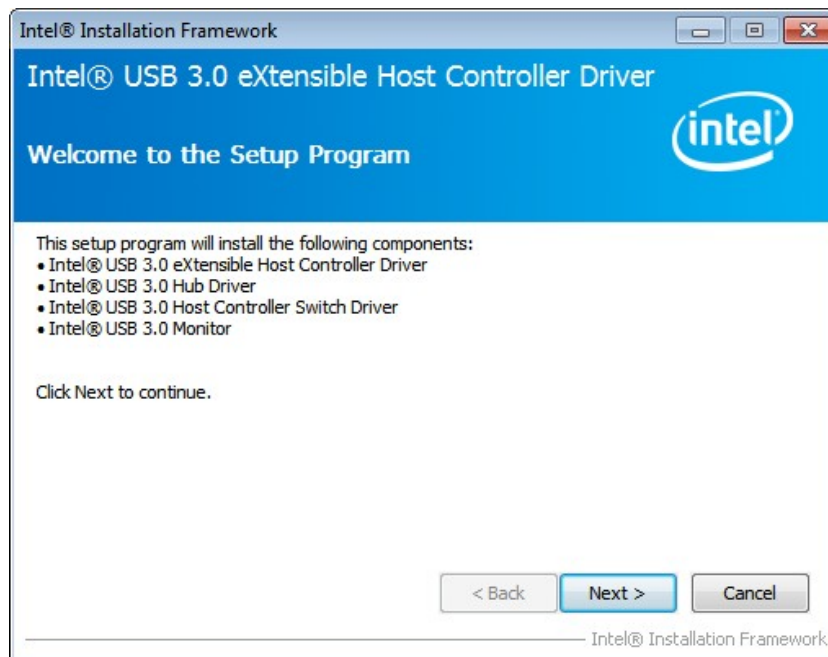 Intel® Installation Framework
Intel® USB 3.0 eXtensible Host Controller Driver
intel®
Welcome to the Setup Program
This setup program will install the following components:
• Intel® USB 3.0 eXtensible Host Controller Driver
• Intel® USB 3.0 Hub Driver
• Intel® USB 3.0 Host Controller Switch Driver
• Intel® USB 3.0 Monitor
Click Next to continue.
< Back
Next >
Cancel
Intel® Installation Framework